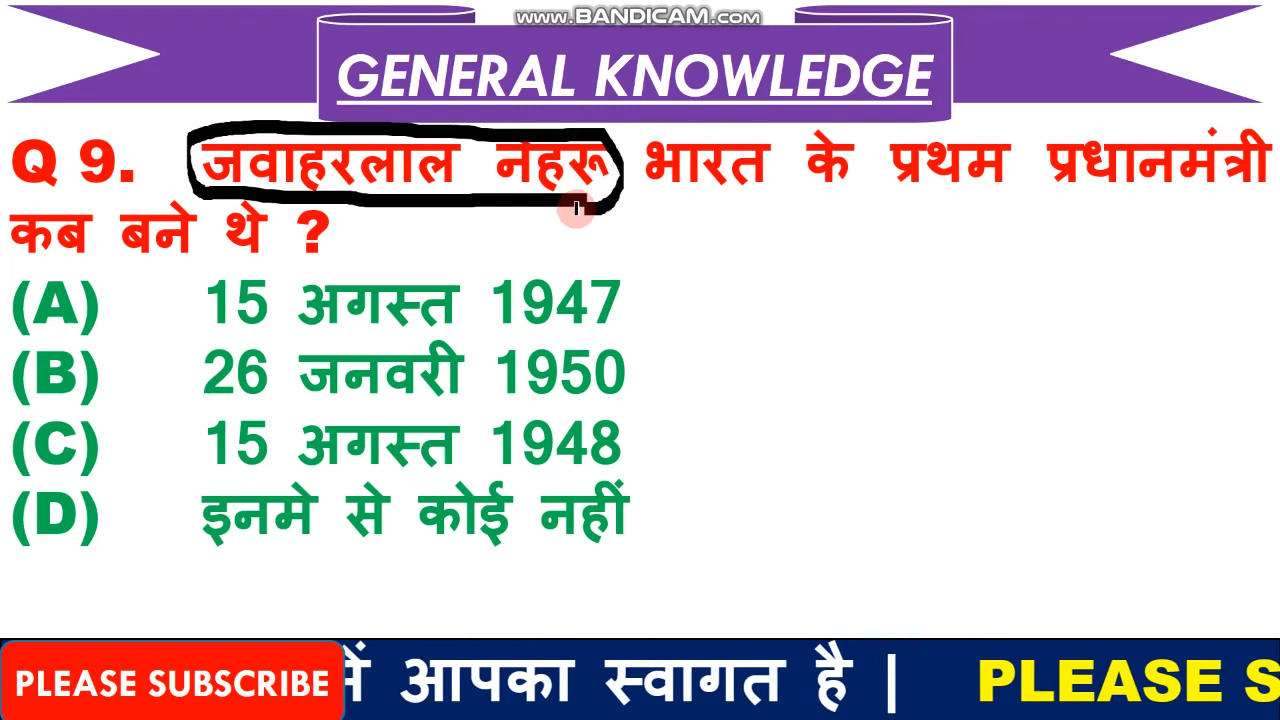 www.BANDICAM.com
GENERAL KNOWLEDGE
Q 9. जवाहरलाल नेहरू भारत के प्रथम प्रधानमंत्री
कब बने थे ?
(A) 15 अगस्त 1947
(B) 26 जनवरी 1950
(C) 15 अगस्त 1948
(D) इनमे से कोई नहीं
PLEASE SUBSCRIBE में आपका स्वागत है | PLEASE S